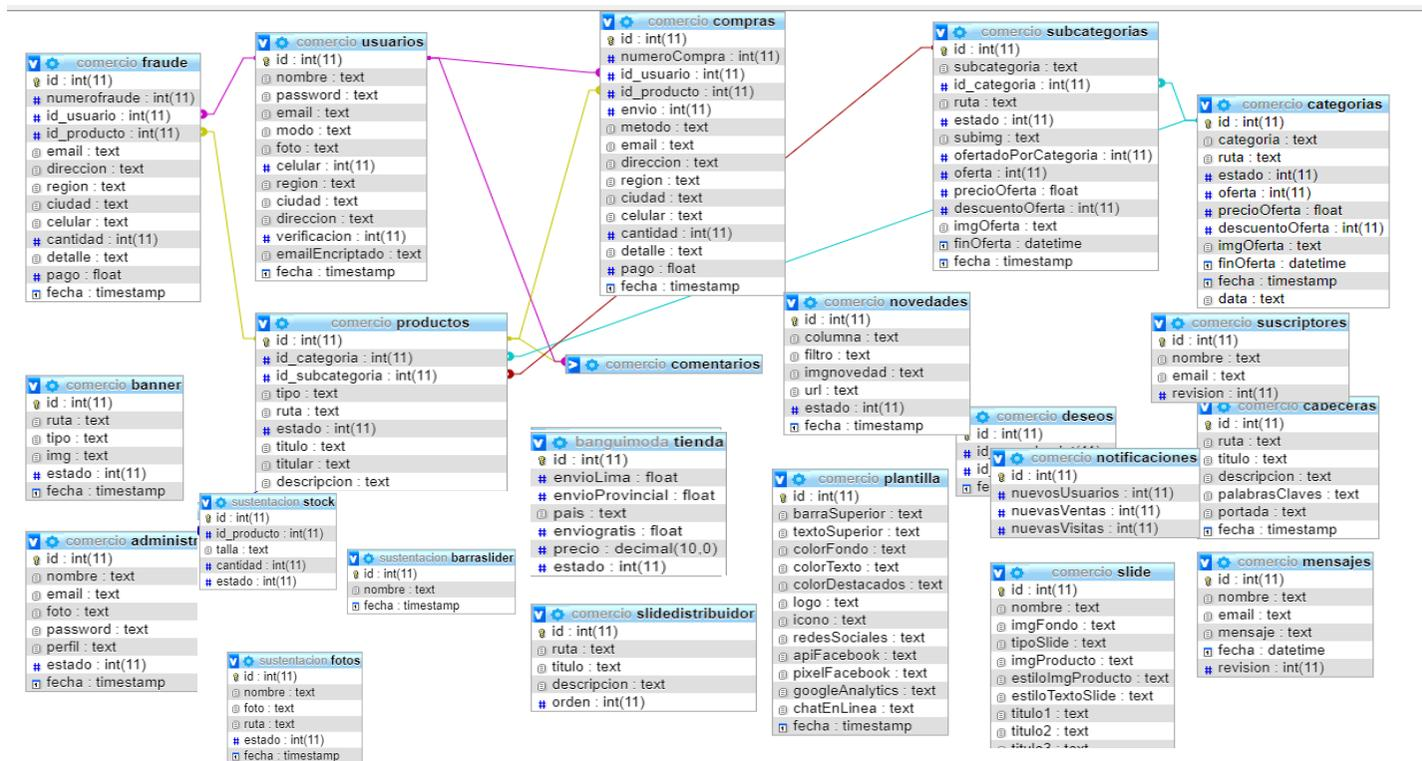 comercio fraude
id : int(11)
numerofraude : int(11)
id_usuario : int(11)
id_producto : int(11)
email : text
direccion : text
region : text
ciudad : text
celular : text
cantidad : int(11)
detalle : text
pago : float
fecha : timestamp
comercio usuarios
id : int(11)
nombre : text
password : text
email : text
modo : text
foto : text
celular : int(11)
region : text
ciudad : text
direccion : text
verificacion : int(11)
emailEncriptado : text
fecha : timestamp
comercio compras
id : int(11)
numeroCompra : int(11)
id_usuario : int(11)
id_producto : int(11)
envio : int(11)
metodo : text
email : text
direccion : text
region : text
ciudad : text
celular : text
cantidad : int(11)
detalle : text
pago : float
fecha : timestamp
comercio subcategorias
id : int(11)
subcategoria : text
id_categoria : int(11)
ruta : text
estado : int(11)
subimg : text
ofertadoPorCategoria : int(11)
oferta : int(11)
precioOferta : float
descuentoOferta : int(11)
imgOferta : text
finOferta : datetime
fecha : timestamp
comercio categorias
id : int(11)
categoria : text
ruta : text
estado : int(11)
oferta : int(11)
precioOferta : float
descuentoOferta : int(11)
imgOferta : text
finOferta : datetime
fecha : timestamp
data : text
comercio productos
id : int(11)
id_categoria : int(11)
id_subcategoria : int(11)
tipo : text
ruta : text
estado : int(11)
titulo : text
titular : text
descripcion : text
comercio comentarios
comercio novedades
id : int(11)
columna : text
filtro : text
imgnovedad : text
url : text
estado : int(11)
fecha : timestamp
comercio suscriptores
id : int(11)
nombre : text
email : text
revision : int(11)
comercio banner
id : int(11)
ruta : text
tipo : text
img : text
estado : int(11)
fecha : timestamp
comercio deseos
id : int(11)
comercio cabeceras
ruta : text
titulo : text
descripcion : text
palabrasClaves : text
portada : text
fecha : timestamp
comercio notificaciones
id : int(11)
nuevosUsuarios : int(11)
nuevasVentas : int(11)
nuevasVisitas : int(11)
banguimoda tienda
id : int(11)
envioLima : float
envioProvincial : float
pais : text
enviogratis : float
precio : decimal(10,0)
estado : int(11)
comercio plantilla
id : int(11)
barraSuperior : text
textoSuperior : text
colorFondo : text
colorTexto : text
colorDestacados : text
logo : text
icono : text
redesSociales : text
apiFacebook : text
pixelFacebook : text
googleAnalytics : text
chatEnLinea : text
fecha : timestamp
sustentacion stock
id : int(11)
id_producto : int(11)
talla : text
cantidad : int(11)
estado : int(11)
comercio administr
id : int(11)
nombre : text
email : text
foto : text
password : text
perfil : text
estado : int(11)
fecha : timestamp
sustentacion barraslider
id : int(11)
nombre : text
fecha : timestamp
comercio slidedistribuidor
id : int(11)
ruta : text
titulo : text
descripcion : text
orden : int(11)
comercio slide
id : int(11)
nombre : text
imgFondo : text
tipoSlide : text
imgProducto : text
estiloImgProducto : text
estiloTextoSlide : text
titulo1 : text
titulo2 : text
comercio mensajes
id : int(11)
nombre : text
email : text
mensaje : text
fecha : datetime
revision : int(11)
sustentacion fotos
id : int(11)
nombre : text
foto : text
ruta : text
estado : int(11)
fecha : timestamp